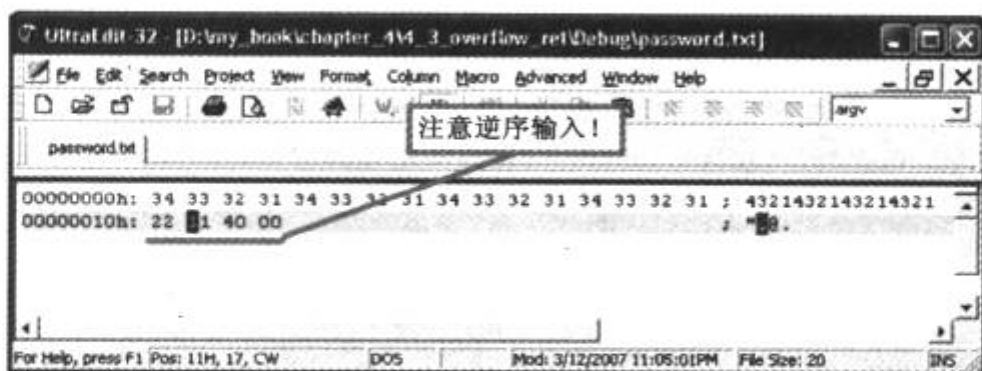 UltraEdit-32 - [D:\my_book\chapter_4\4_3_overflow_ret\Debug\password.txt]
File Edit Search Project View Format Column Macro Advanced Window Help
argv
注意逆序输入！
password.txt
00000000h: 34 33 32 31 34 33 32 31 34 33 32 31 34 33 32 31 ; 4321432143214321
00000010h: 22 1 40 00 ; " @.
For Help, press F1 Pos: 11H, 17, CW DOS Mod: 3/12/2007 11:05:01PM File Size: 20 INS